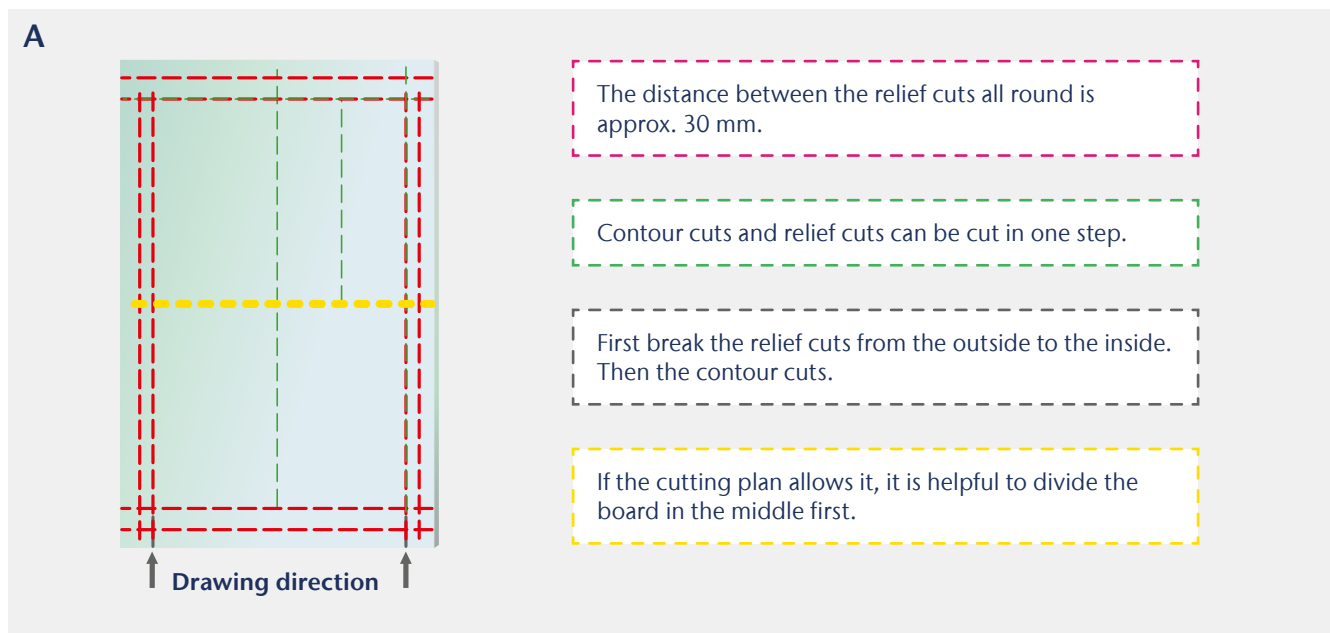 A
The distance between the relief cuts all round is
approx. 30 mm.
Contour cuts and relief cuts can be cut in one step.
First break the relief cuts from the outside to the inside.
Then the contour cuts.
If the cutting plan allows it, it is helpful to divide the
board in the middle first.
Drawing direction